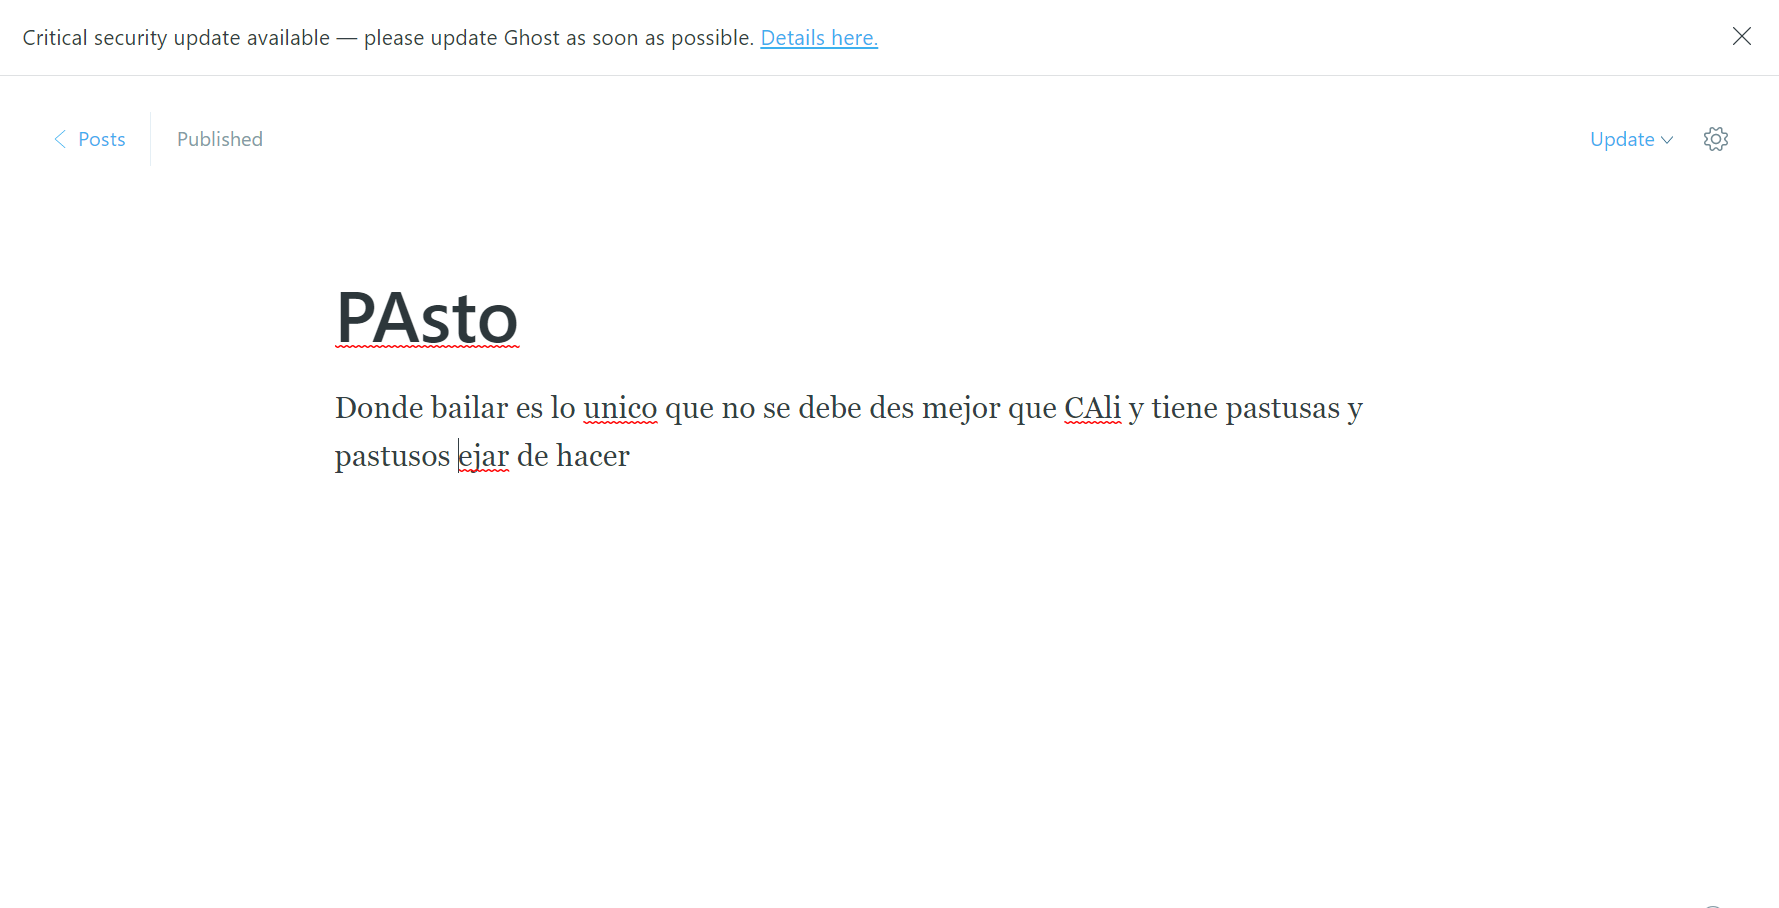 Critical security update available — please update Ghost as soon as possible. Details here.
Posts
Published
Update
PAsto
Donde bailar es lo unico que no se debe des mejor que CAli y tiene pastusas y
pastusos ejar de hacer